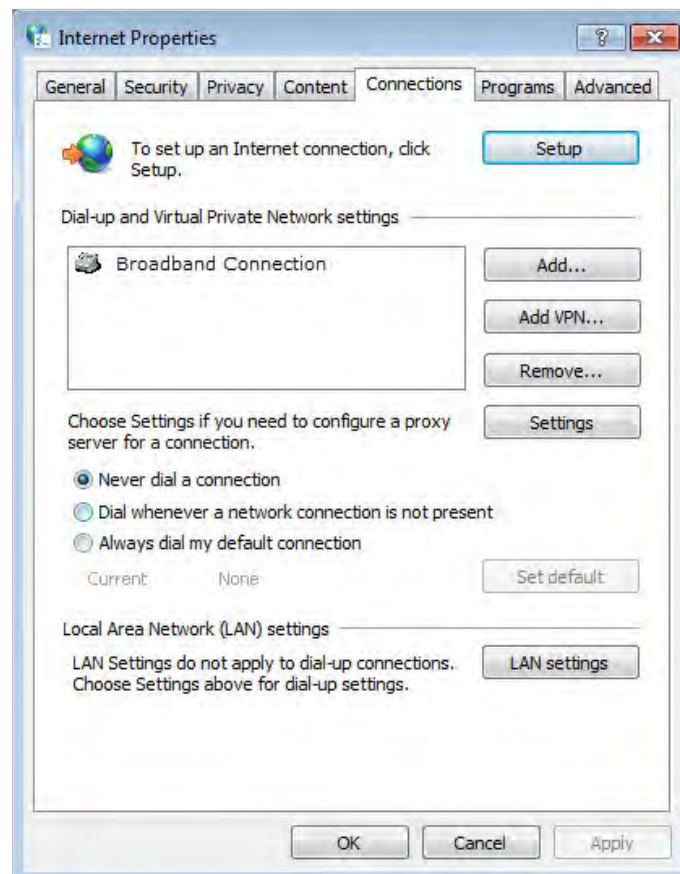 Internet Properties
General Security Privacy Content Connections Programs Advanced
To set up an Internet connection, click
Setup.
Setup
Dial-up and Virtual Private Network settings
Broadband Connection
Add...
Add VPN...
Remove...
Choose Settings if you need to configure a proxy
server for a connection.
Settings
Never dial a connection
Dial whenever a network connection is not present
Always dial my default connection
Current None
Set default
Local Area Network (LAN) settings
LAN Settings do not apply to dial-up connections.
Choose Settings above for dial-up settings.
LAN settings
OK Cancel Apply